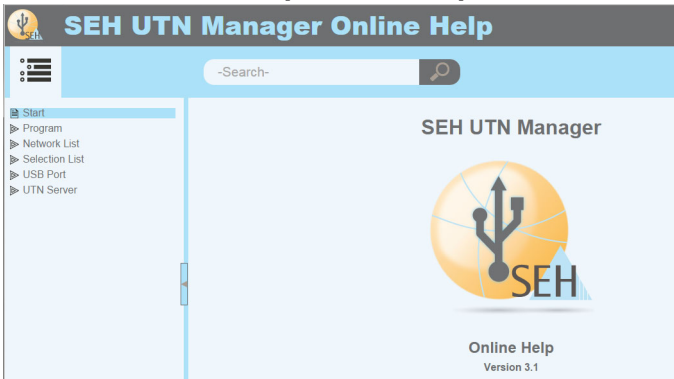 SEH
SEH UTN Manager Online Help
-Search-
Start
Program
Network List
Selection List
USB Port
UTN Server
SEH UTN Manager
SEH
Online Help
Version 3.1